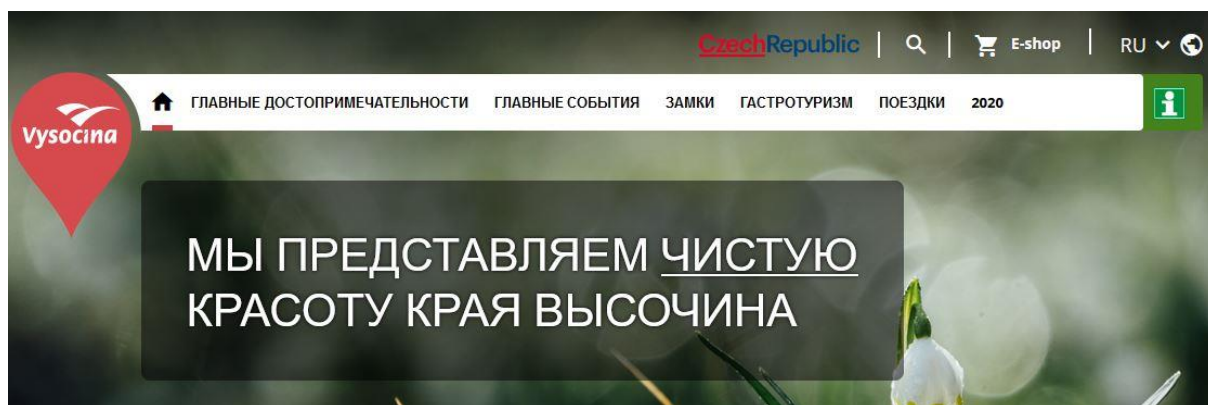 CzechRepublic | | E-shop | RU
Vysocina
ГЛАВНЫЕ ДОСТОПРИМЕЧАТЕЛЬНОСТИ ГЛАВНЫЕ СОБЫТИЯ ЗАМКИ ГАСТРОТУРИЗМ ПОЕЗДКИ 2020 i
МЫ ПРЕДСТАВЛЯЕМ ЧИСТУЮ
КРАСОТУ КРАЯ ВЫСОЧИНА